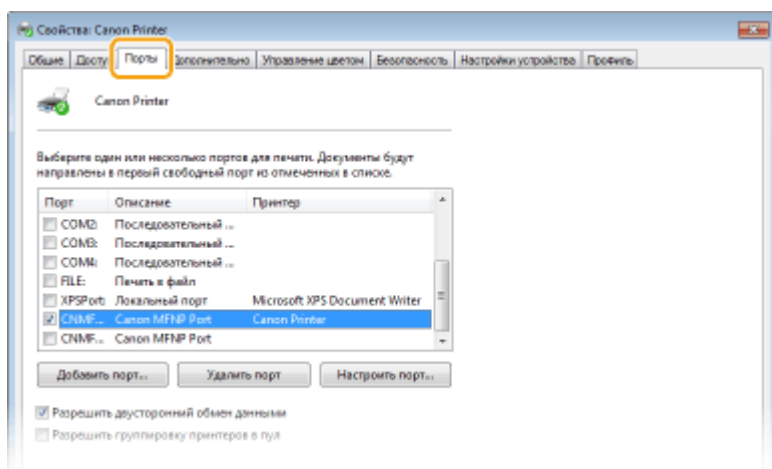 Свойства: Canon Printer
Общие Доступ Порты Дополнительно Управление цветом Безопасность Настройки устройства Профиль
Canon Printer
Выберите один или несколько портов для печати. Документы будут
направлены в первый свободный порт из отмеченных в списке.
Порт Описание Принтер
COM2: Последовательный ...
COM3: Последовательный ...
COM4: Последовательный ...
FILE: Печать в файл
XPSPort: Локальный порт Microsoft XPS Document Writer
CNMF... Canon MFNP Port Canon Printer
CNMF... Canon MFNP Port
Добавить порт... Удалить порт Настроить порт...
Разрешить двусторонний обмен данными
Разрешить группировку принтеров в пул